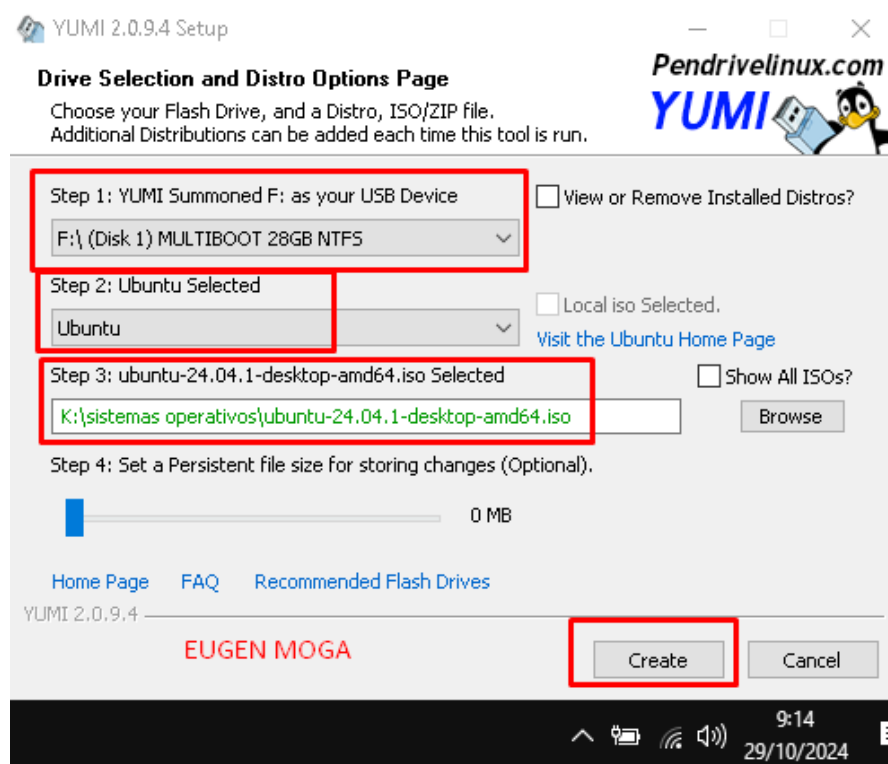 YUMI 2.0.9.4 Setup
Drive Selection and Distro Options Page
Choose your Flash Drive, and a Distro, ISO/ZIP file.
Additional Distributions can be added each time this tool is run.
Pendrivelinux.com
YUMI
Step 1: YUMI Summoned F: as your USB Device
View or Remove Installed Distros?
F:\ (Disk 1) MULTIBOOT 28GB NTFS
Step 2: Ubuntu Selected
Local iso Selected.
Ubuntu
Visit the Ubuntu Home Page
Step 3: ubuntu-24.04.1-desktop-amd64.iso Selected
Show All ISOs?
K:\sistemas operativos\ubuntu-24.04.1-desktop-amd64.iso
Browse
Step 4: Set a Persistent file size for storing changes (Optional).
0 MB
Home Page FAQ Recommended Flash Drives
YUMI 2.0.9.4
EUGEN MOGA
Create Cancel
9:14
29/10/2024